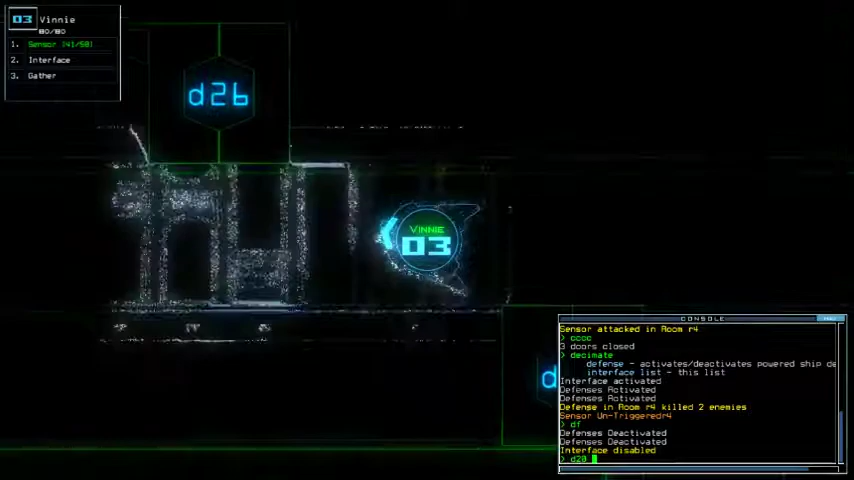 03 Vinnie
80/80
1. Sensor [41/50]
2. Interface
3. Gather
d26
VINNIE
03
d
CONSOLE
Sensor attacked in Room r4
> cccc
3 doors closed
> decimate
defense - activates/deactivates powered ship de
interface list - this list
Interface activated
Defenses Activated
Defenses Activated
Defense in Room r4 killed 2 enemies
Sensor Un-Triggeredr4
> df
Defenses Deactivated
Defenses Deactivated
Interface disabled
> d20